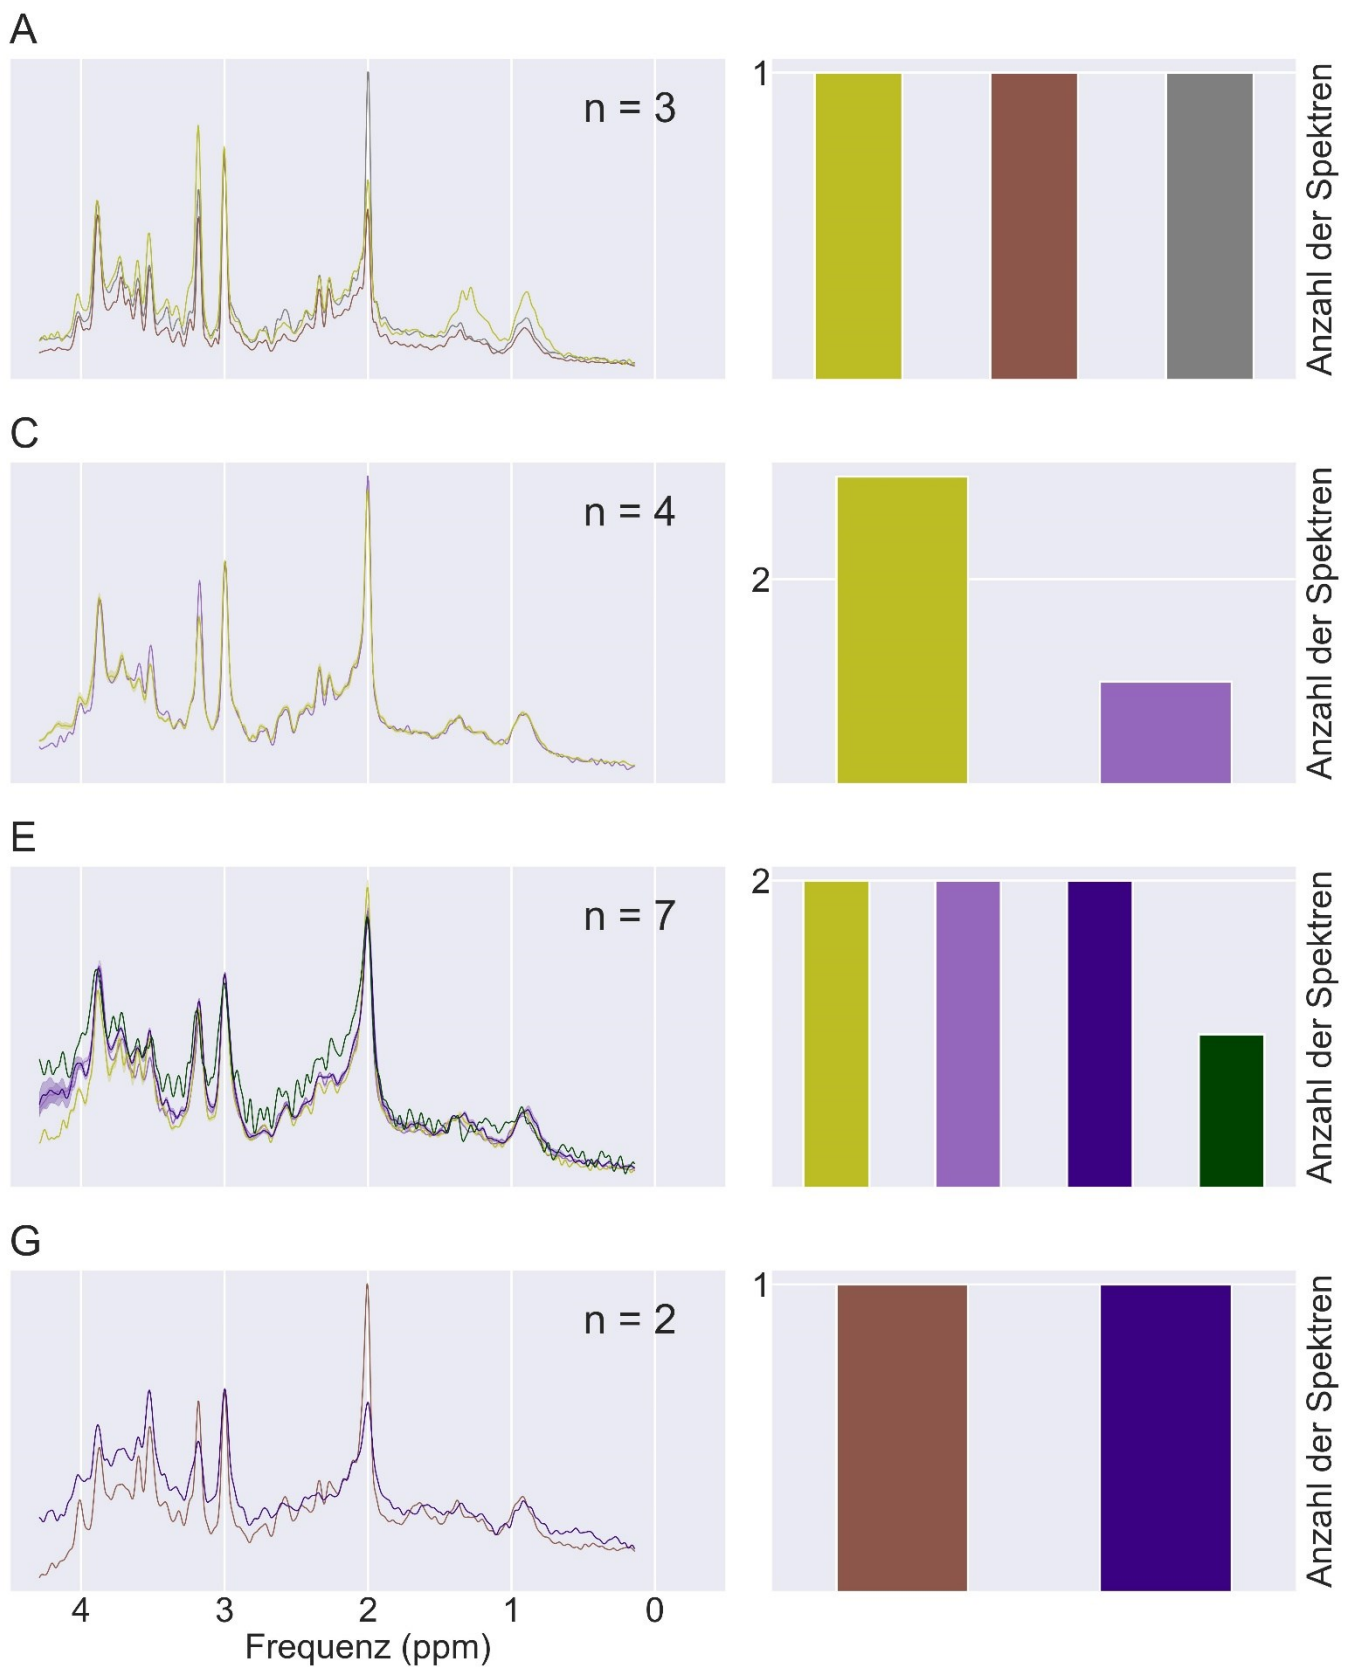 A
n = 3
1
Anzahl der Spektren
C
n = 4
2
Anzahl der Spektren
E
n = 7
2
Anzahl der Spektren
G
n = 2
1
Anzahl der Spektren
4 3 2 1 0
Frequenz (ppm)